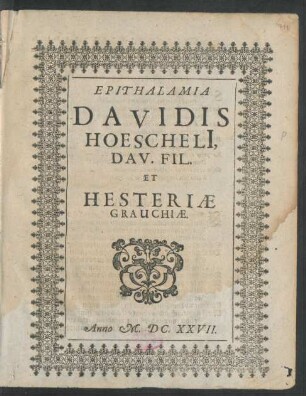 EPITHALAMIA
DAVIDIS
HOESCHELI,
DAV. FIL.
ET
HESTERIÆ
GRAUCHIÆ.
Anno M. DC. XXVII.